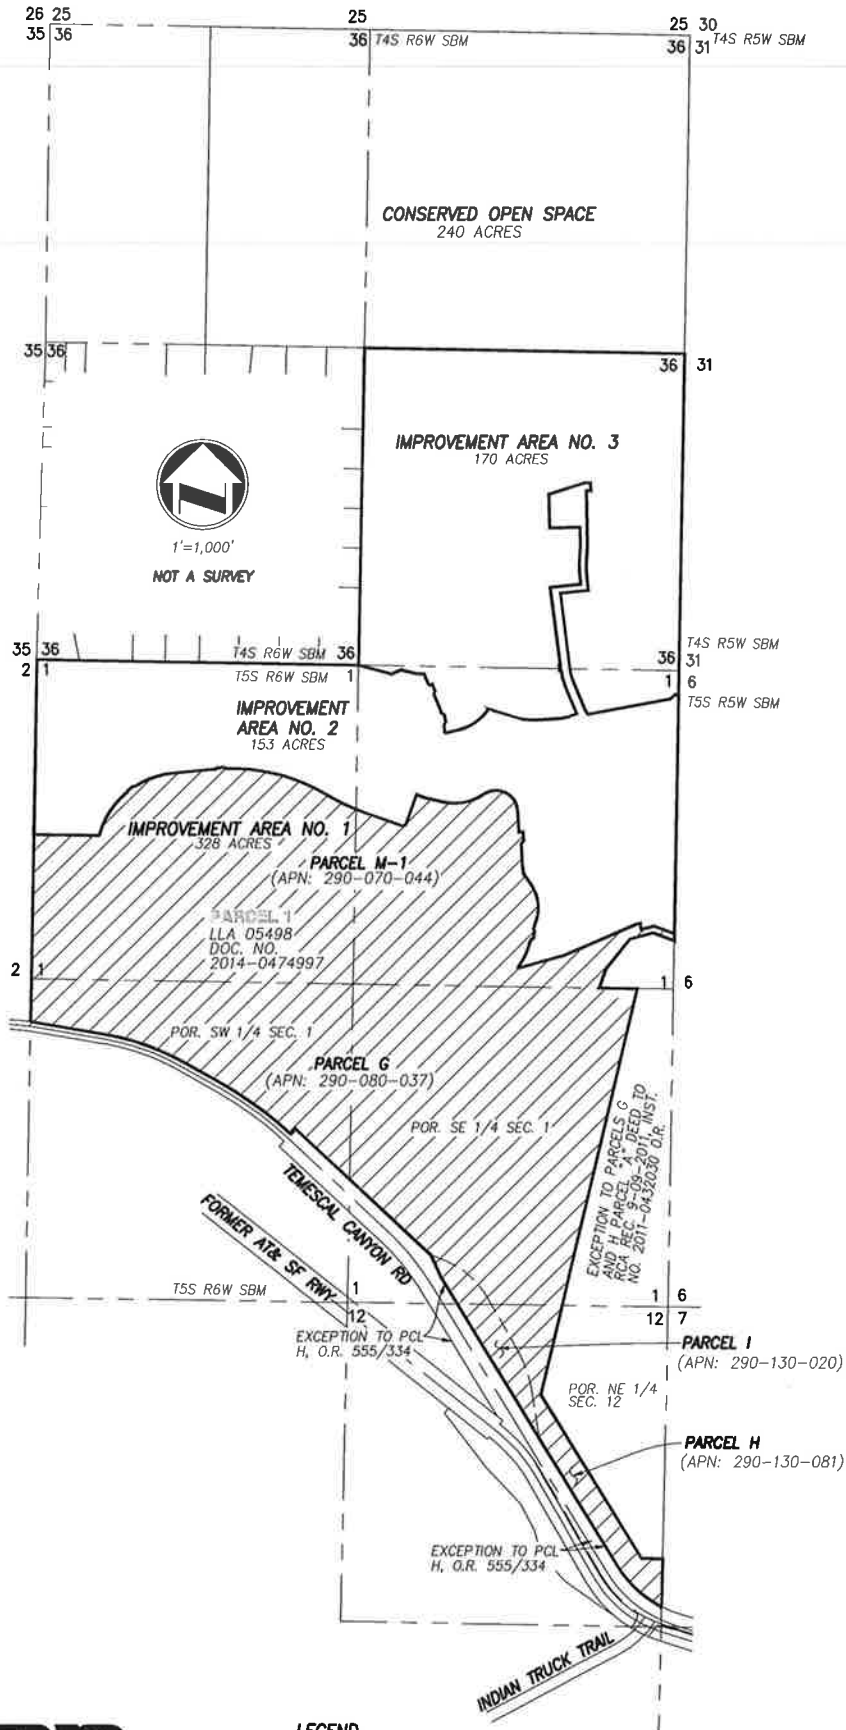 26 25
35 36
25
36 T4S R6W SBM
25 30
36 31 T4S R5W SBM
CONSERVED OPEN SPACE
240 ACRES
35 36
36 31
IMPROVEMENT AREA NO. 3
170 ACRES
1'=1,000'
NOT A SURVEY
35 36
2 1
T4S R6W SBM 36
T5S R6W SBM 1
T4S R5W SBM
36 31
1 6
T5S R5W SBM
IMPROVEMENT
AREA NO. 2
153 ACRES
IMPROVEMENT AREA NO. 1
328 ACRES
PARCEL M-1
(APN: 290-070-044)
PARCEL 1
LLA 05498
DOC. NO.
2014-0474997
2 1
1 6
POR. SW 1/4 SEC. 1
PARCEL G
(APN: 290-080-037)
POR. SE 1/4 SEC. 1
EXCEPTION TO PARCELS G
AND H PARCEL "A" DEED TO
RCA REC. 9-09-2011, INST.
NO. 2011-0432030 O.R.
TEMESCAL CANYON RD
FORMER AT& SF RWY
T5S R6W SBM
1
12
1 6
12 7
EXCEPTION TO PCL
H, O.R. 555/334
PARCEL I
(APN: 290-130-020)
POR. NE 1/4
SEC. 12
PARCEL H
(APN: 290-130-081)
EXCEPTION TO PCL
H, O.R. 555/334
INDIAN TRUCK TRAIL
LEGEND